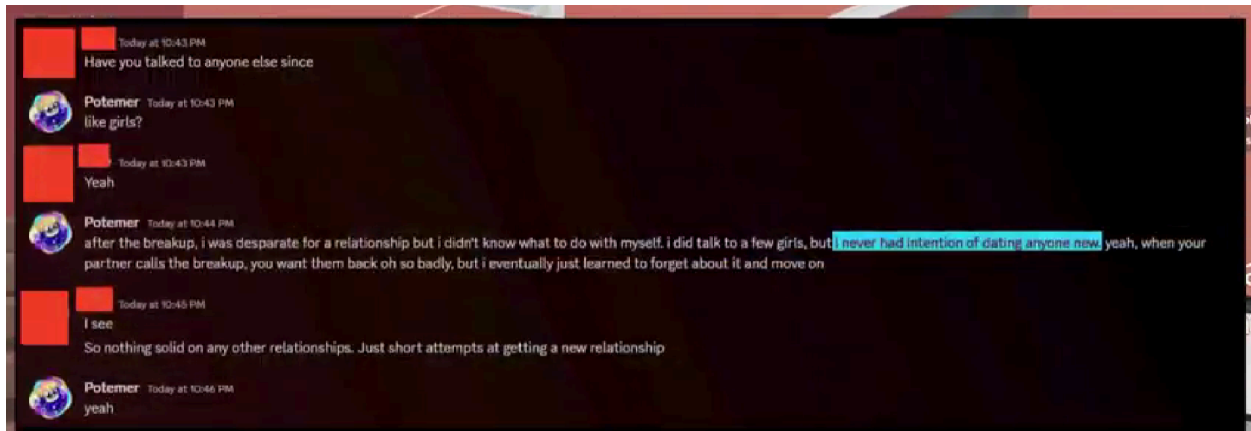 Today at 10:43 PM
Have you talked to anyone else since
Potemer Today at 10:43 PM
like girls?
Today at 10:43 PM
Yeah
Potemer Today at 10:44 PM
after the breakup, i was desparate for a relationship but i didn't know what to do with myself. i did talk to a few girls, but i never had intention of dating anyone new. yeah, when your
partner calls the breakup, you want them back oh so badly, but i eventually just learned to forget about it and move on
Today at 10:45 PM
I see
So nothing solid on any other relationships. Just short attempts at getting a new relationship
Potemer Today at 10:46 PM
yeah